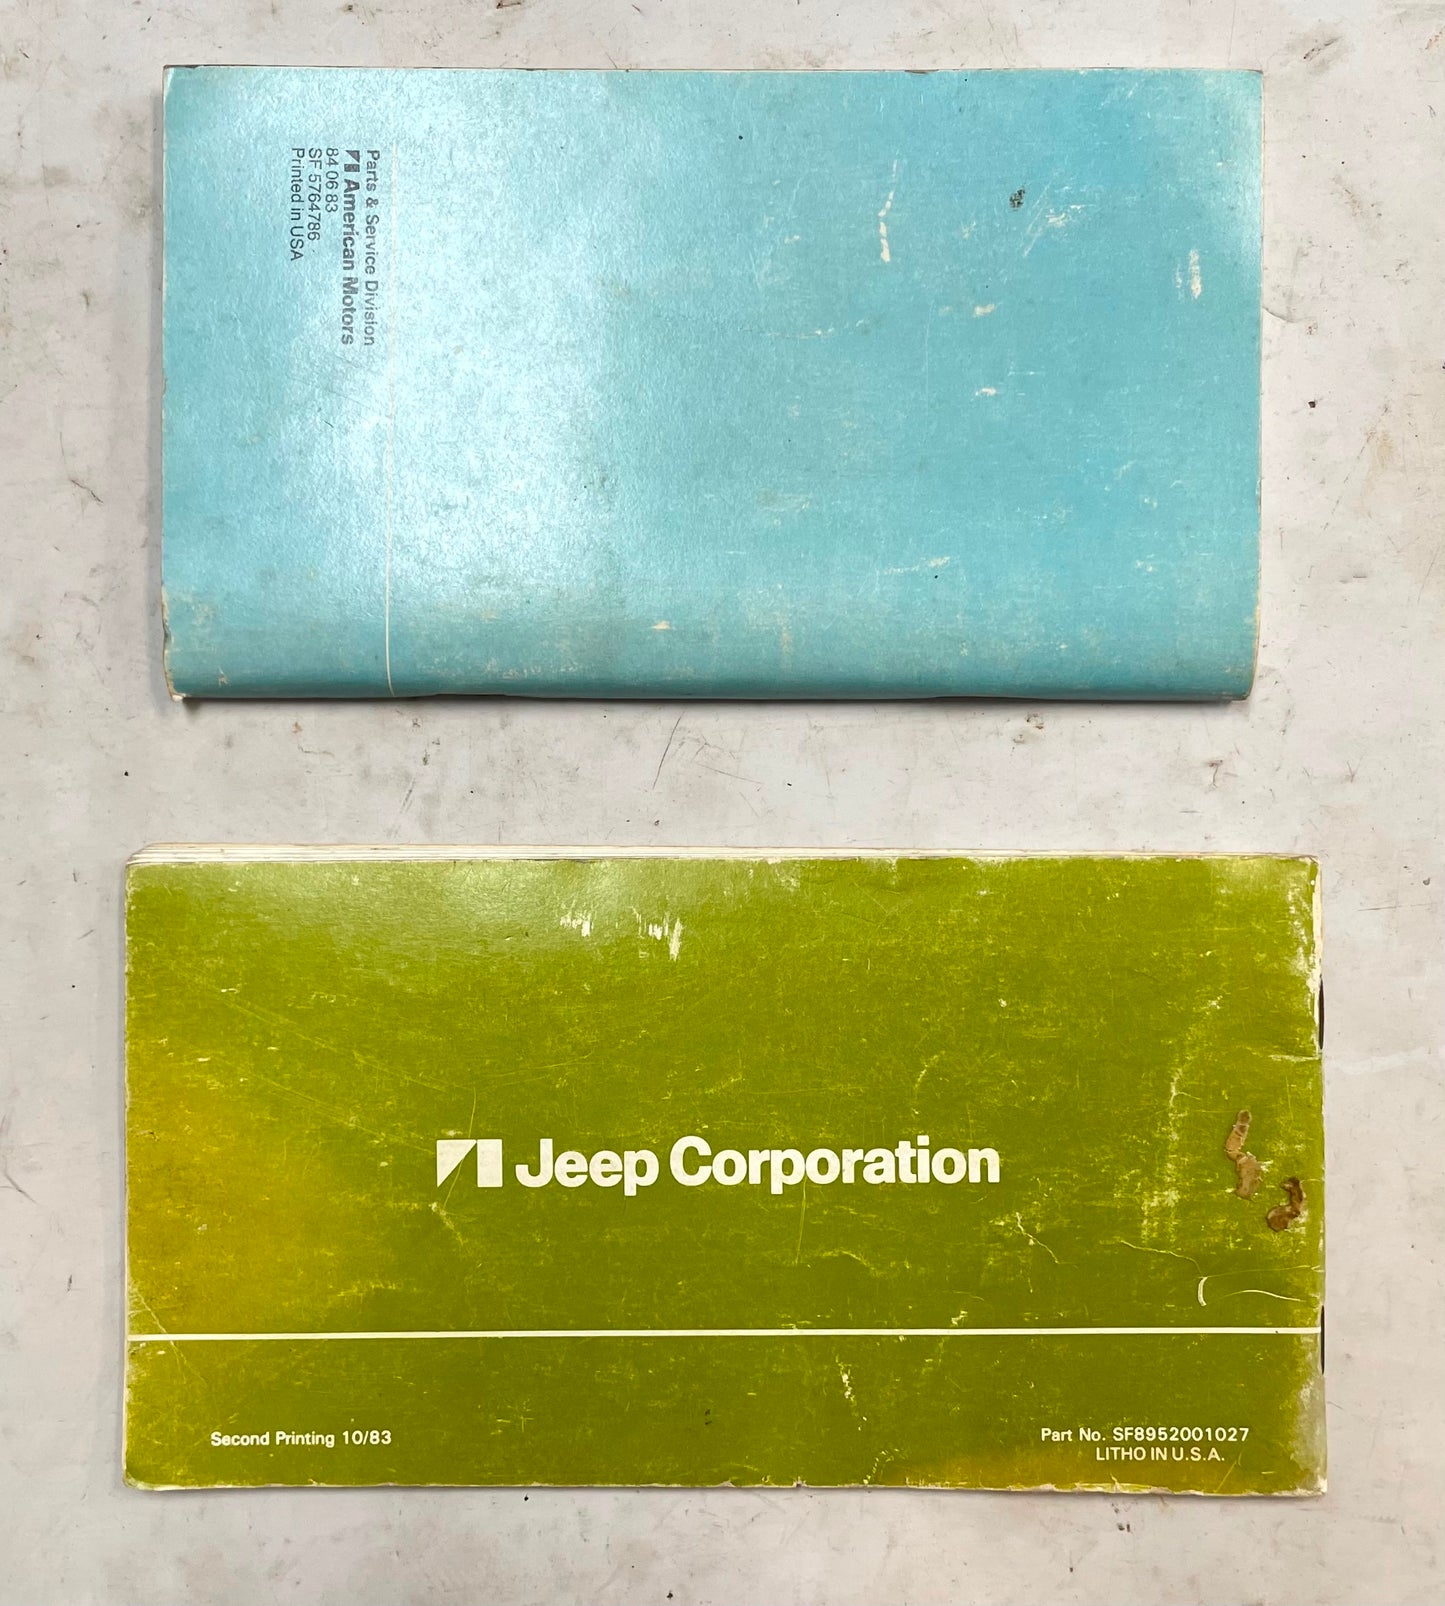 Parts & Service Division
American Motors
84 06 83
SF 5764786
Printed in USA
Jeep Corporation
Second Printing 10/83
Part No. SF8952001027
LITHO IN U.S.A.